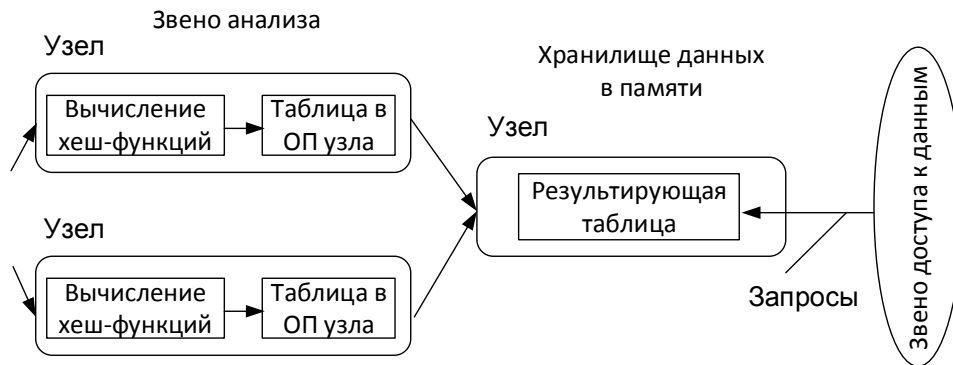 Звено анализа
Узел
Вычисление
хеш-функций
Таблица в
ОП узла
Узел
Вычисление
хеш-функций
Таблица в
ОП узла
Хранилище данных
в памяти
Узел
Результирующая
таблица
Запросы
Звено доступа к данным